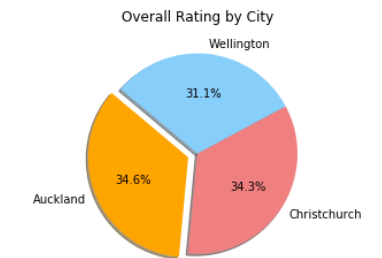 Overall Rating by City
Wellington
31.1%
34.6%
34.3%
Auckland
Christchurch